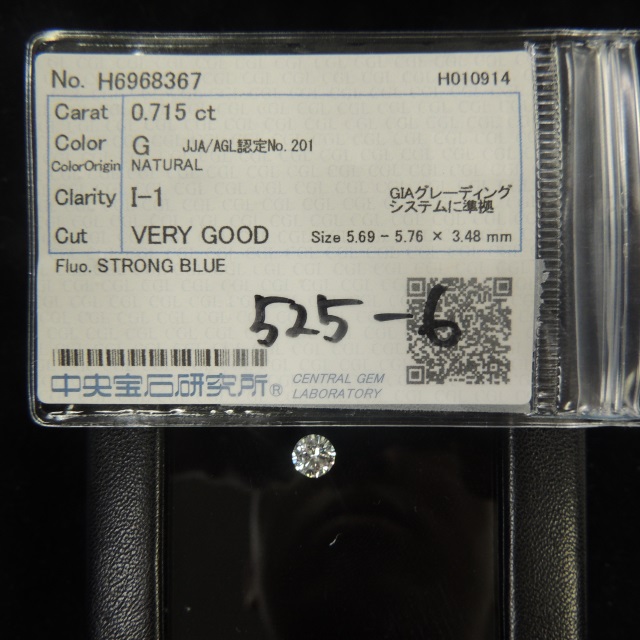 No. H6968367 H010914
Carat 0.715 ct
Color G JJA/AGL認定No.201
ColorOrigin NATURAL
Clarity I-1 GIAグレーディング
システムに準拠
Cut VERY GOOD Size 5.69 - 5.76 × 3.48 mm
Fluo. STRONG BLUE
525-6
中央宝石研究所® CENTRAL GEM
LABORATORY